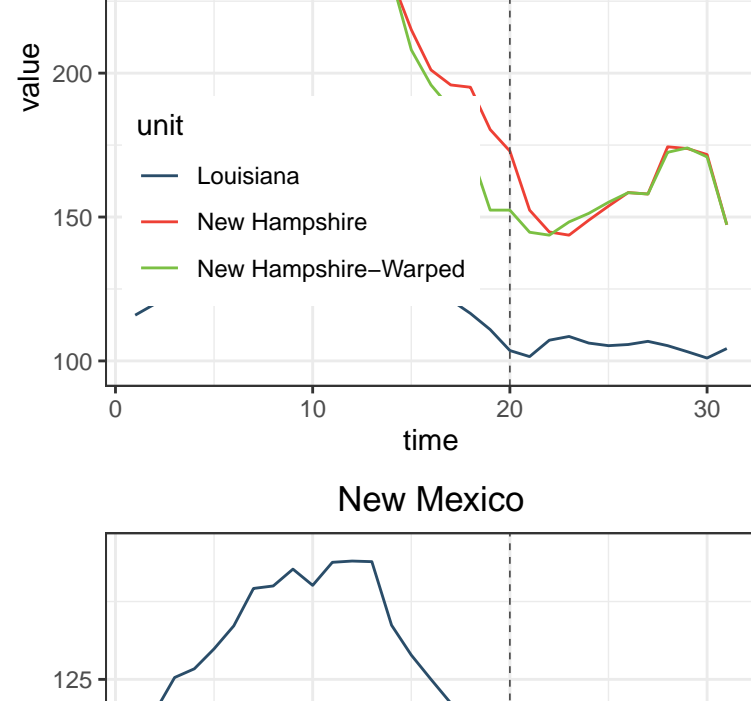 value
200
150
100
unit
Louisiana
New Hampshire
New Hampshire−Warped
0 10 20 30
time
New Mexico
125